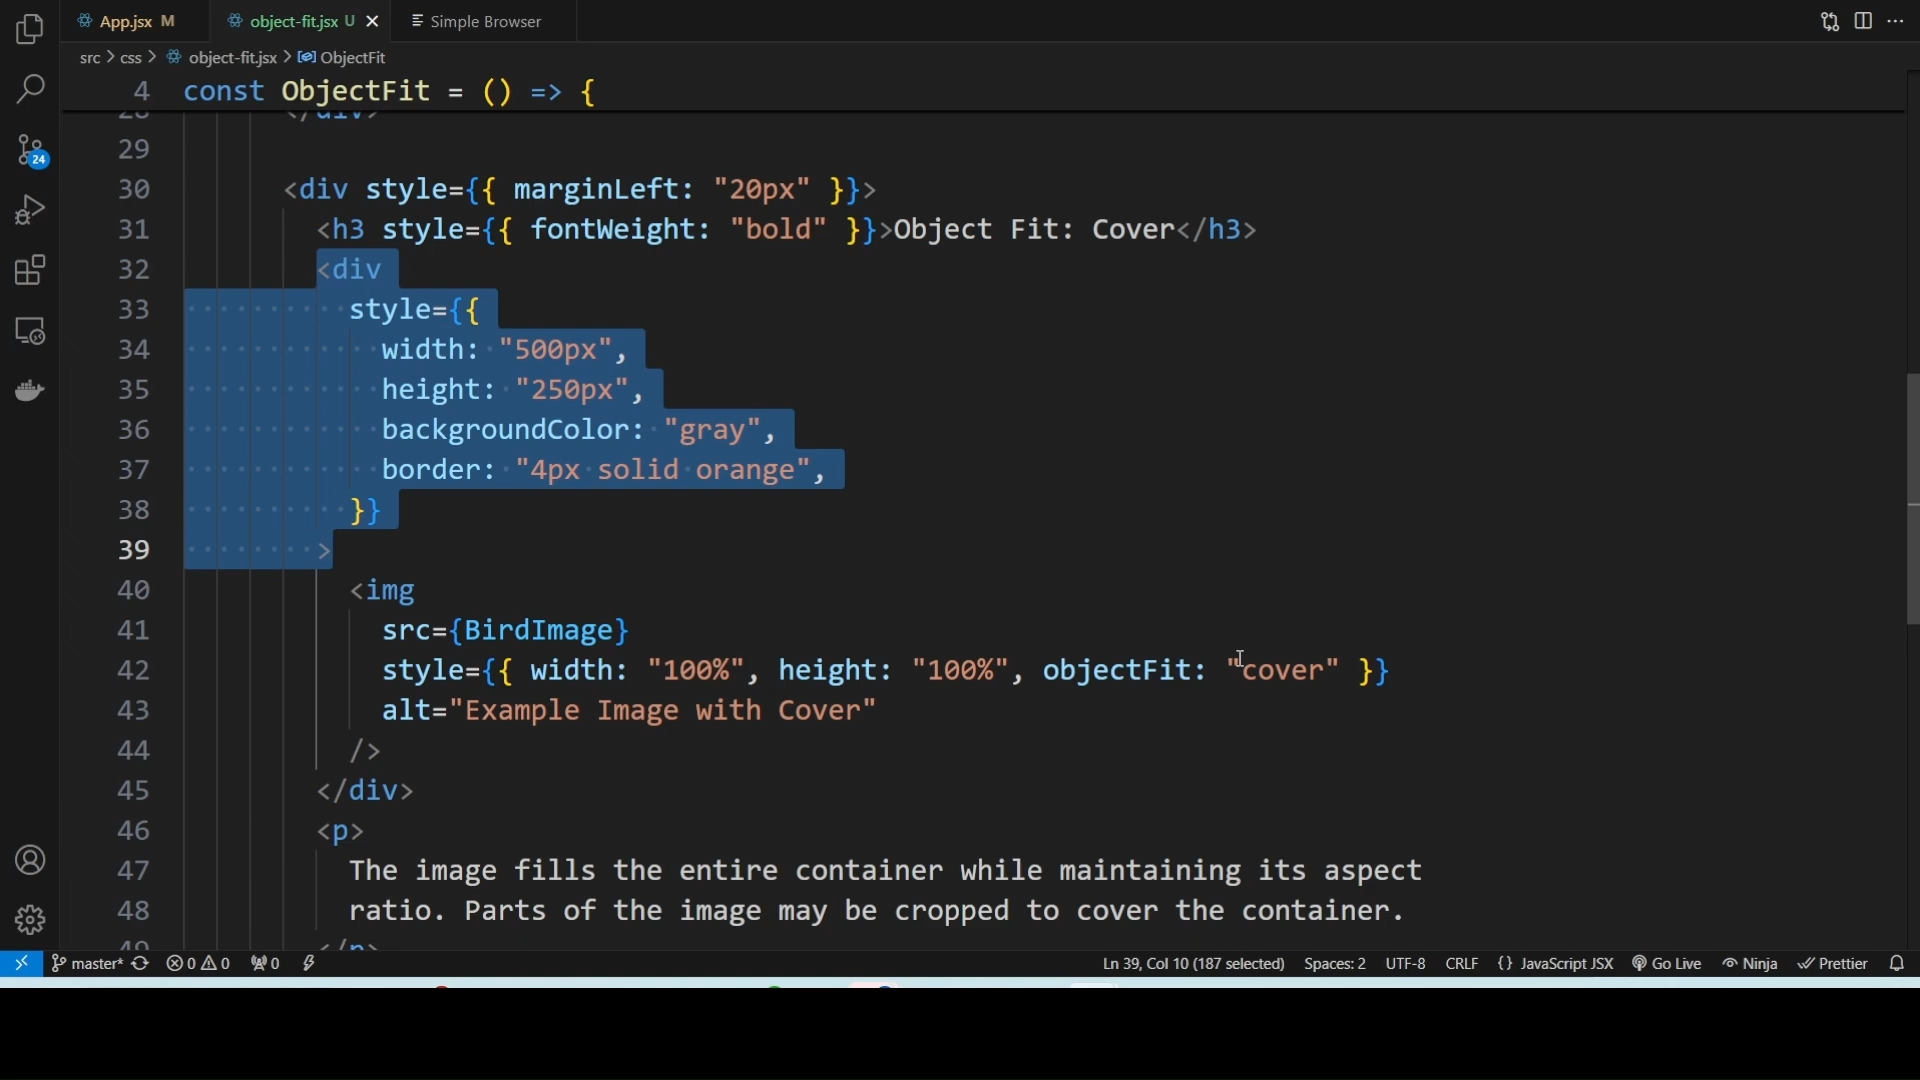 App.jsx M
object-fit.jsx U
Simple Browser
src > css > object-fit.jsx > ObjectFit
4 const ObjectFit = () => {
28 </div>
29
30 <div style={{ marginLeft: "20px" }}>
31 <h3 style={{ fontWeight: "bold" }}>Object Fit: Cover</h3>
32 <div
33 style={{
34 width: "500px",
35 height: "250px",
36 backgroundColor: "gray",
37 border: "4px solid orange",
38 }}
39 >
40 <img
41 src={BirdImage}
42 style={{ width: "100%", height: "100%", objectFit: "cover" }}
43 alt="Example Image with Cover"
44 />
45 </div>
46 <p>
47 The image fills the entire container while maintaining its aspect
48 ratio. Parts of the image may be cropped to cover the container.
49 </p>
24
master* 0 0 0 Ln 39, Col 10 (187 selected) Spaces: 2 UTF-8 CRLF {} JavaScript JSX Go Live Ninja Prettier